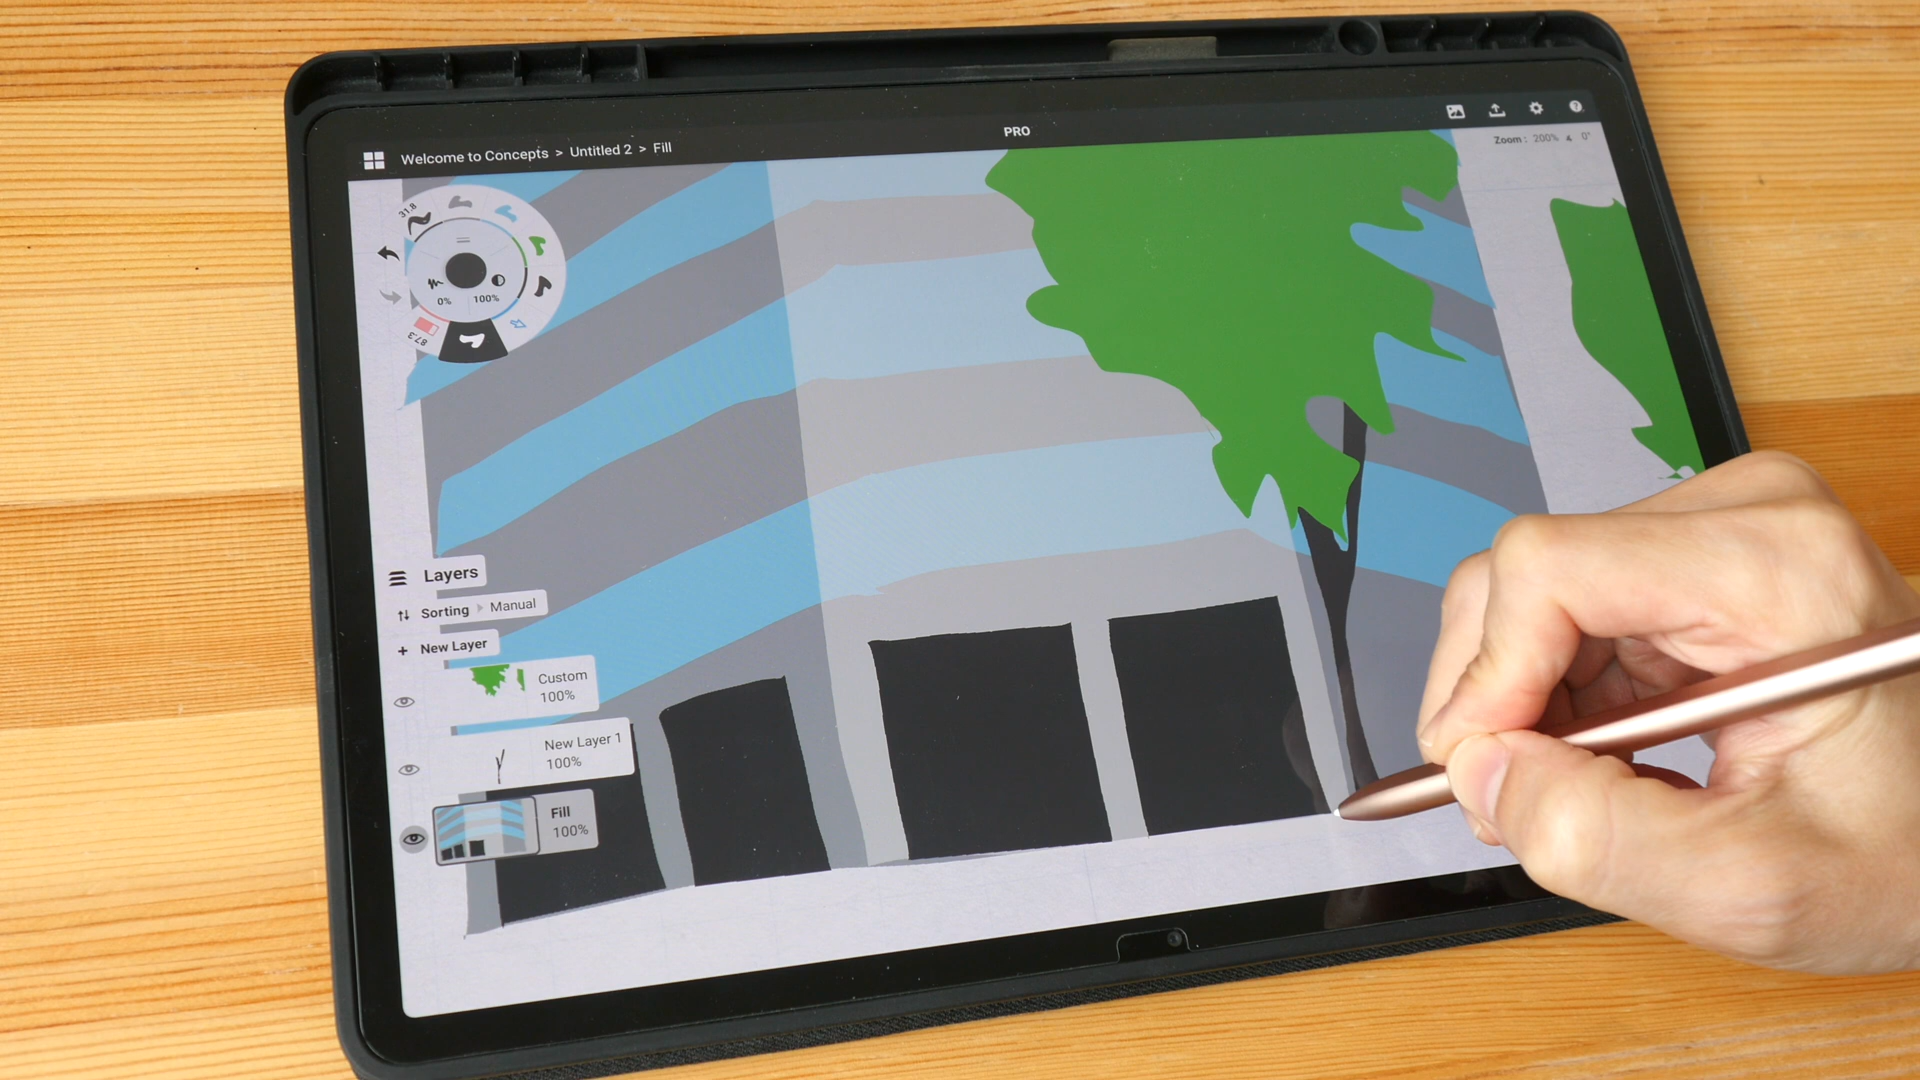 PRO
Welcome to Concepts > Untitled 2 > Fill
Zoom : 200% 0°
31.8
0% 100%
87.3
Layers
Sorting Manual
+ New Layer
Custom
100%
New Layer 1
100%
Fill
100%